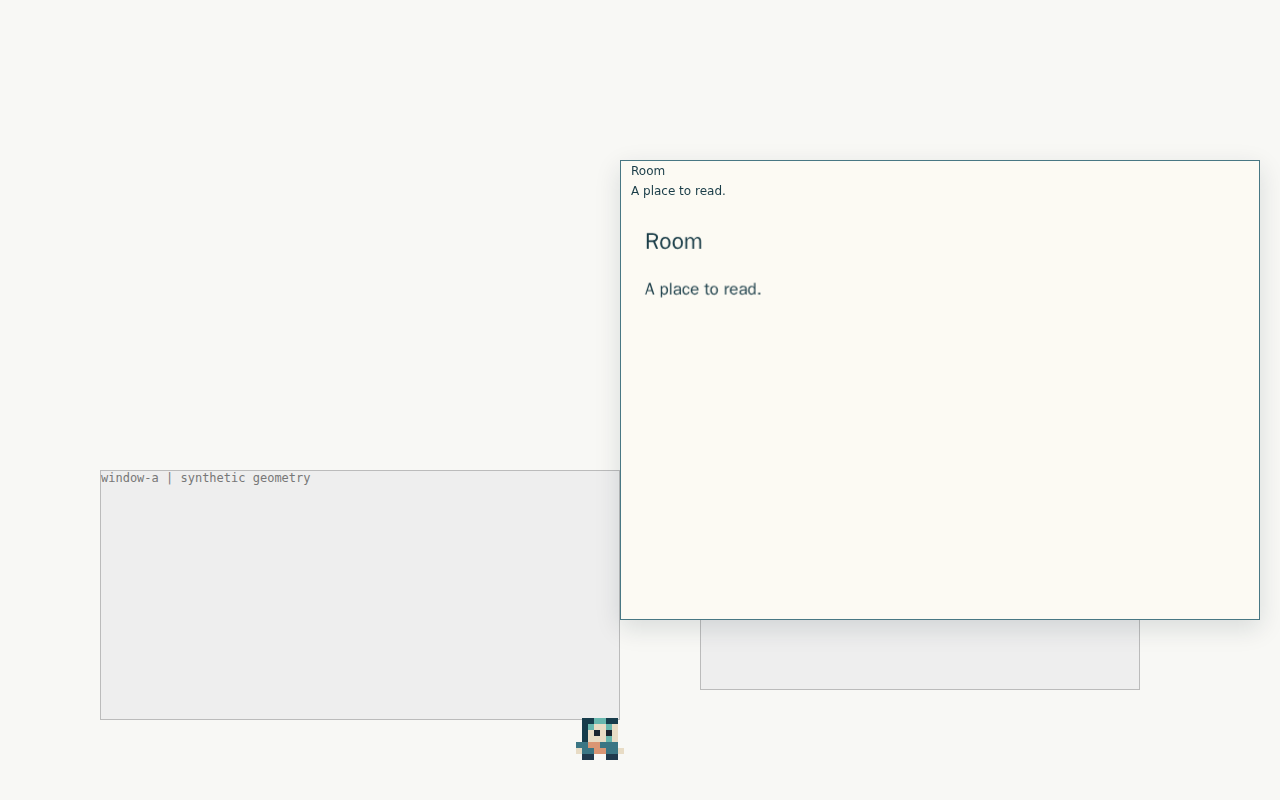 Room
A place to read.
Room
A place to read.
window-a | synthetic geometry